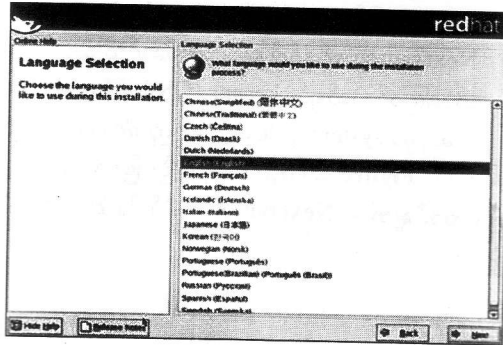 redhat
Online Help
Language Selection
Choose the language you would
like to use during this installation.
Language Selection
What language would you like to use during the installation
process?
Chinese(Simplified) (简体中文)
Chinese(Traditional) (繁體中文)
Czech (Čeština)
Danish (Dansk)
Dutch (Nederlands)
English (English)
French (Français)
German (Deutsch)
Icelandic (Íslenska)
Italian (Italiano)
Japanese (日本語)
Korean (한국어)
Norwegian (Norsk)
Portuguese (Português)
Portuguese(Brazilian) (Português (Brasil))
Russian (Русский)
Spanish (Español)
Swedish (Svenska)
Hide Help
Release Notes
Back
Next